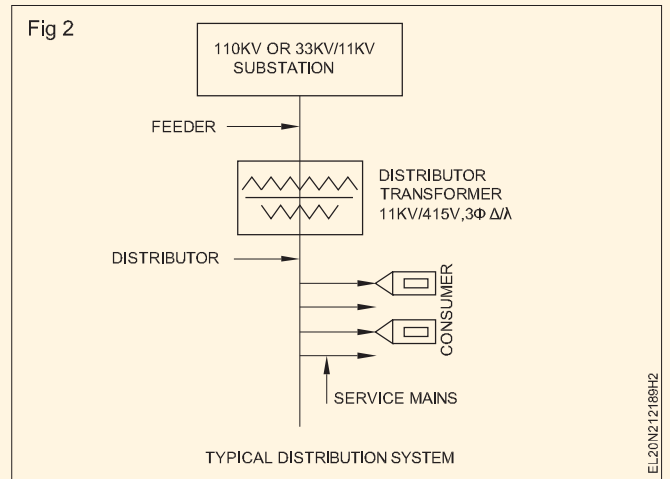 Fig 2
110KV OR 33KV/11KV
SUBSTATION
FEEDER
DISTRIBUTOR
TRANSFORMER
11KV/415V,3Φ Δ/λ
DISTRIBUTOR
CONSUMER
SERVICE MAINS
TYPICAL DISTRIBUTION SYSTEM
EL20N212189H2